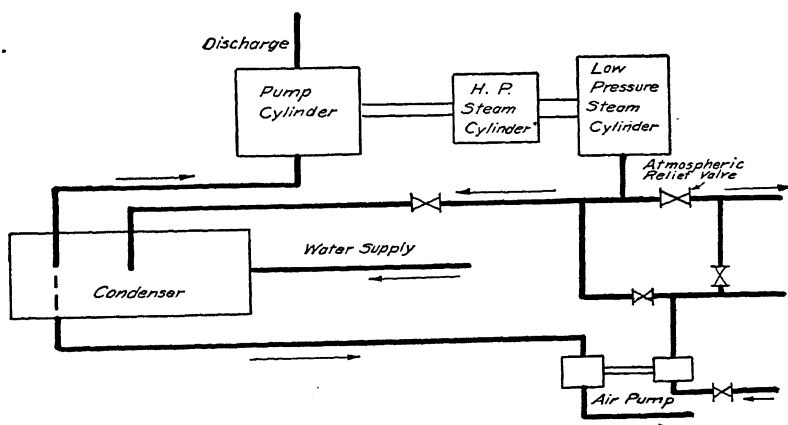 Discharge
Pump
Cylinder
H. P.
Steam
Cylinder
Low
Pressure
Steam
Cylinder
Atmospheric
Relief Valve
Water Supply
Condenser
Air Pump